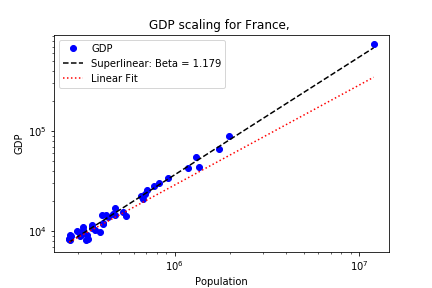 GDP scaling for France,
GDP
Superlinear: Beta = 1.179
Linear Fit
GDP
10^5
10^4
10^6
10^7
Population